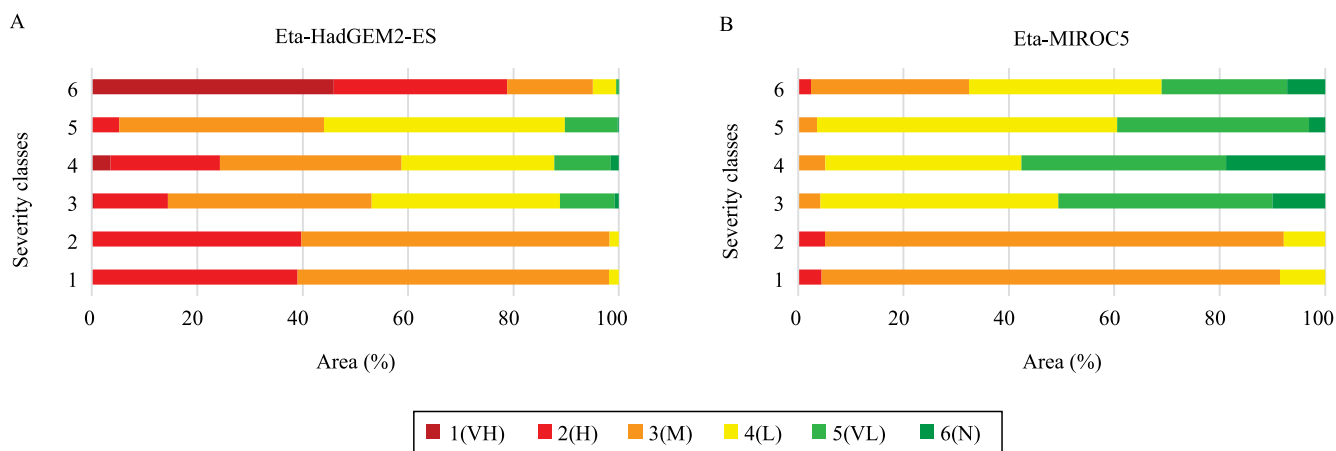 A
Eta-HadGEM2-ES
Severity classes
6
5
4
3
2
1
0 20 40 60 80 100
Area (%)
B
Eta-MIROC5
Severity classes
6
5
4
3
2
1
0 20 40 60 80 100
Area (%)
1(VH) 2(H) 3(M) 4(L) 5(VL) 6(N)